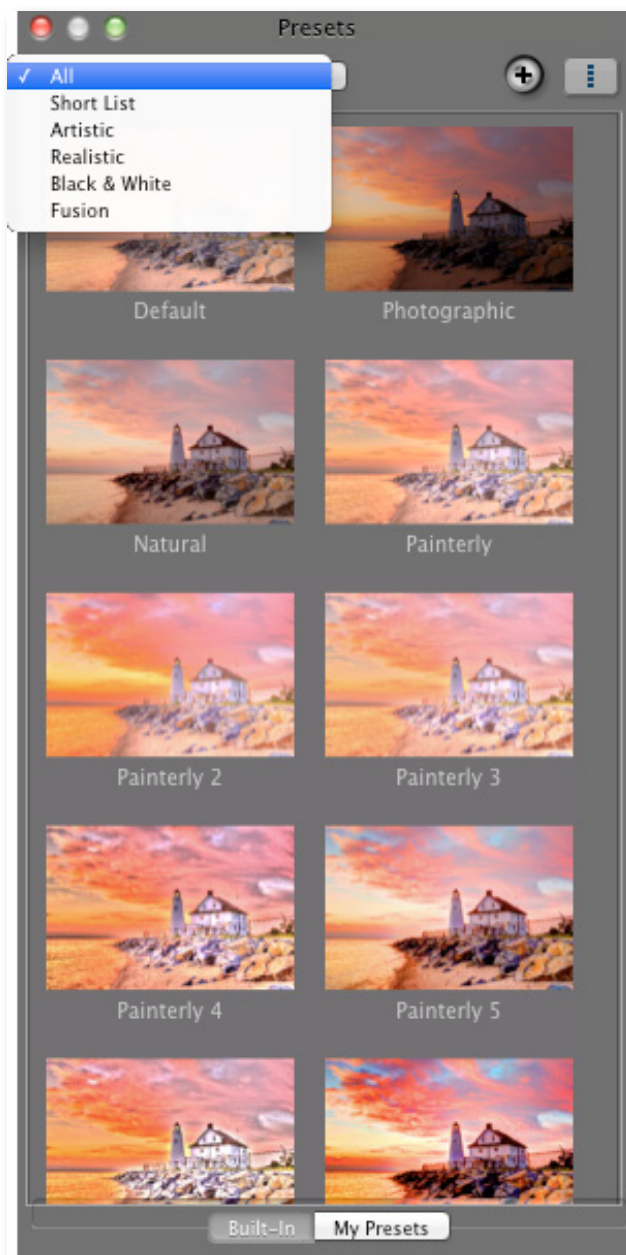 Presets
✓ All
Short List
Artistic
Realistic
Black & White
Fusion
Default Photographic
Natural Painterly
Painterly 2 Painterly 3
Painterly 4 Painterly 5
Built-In My Presets